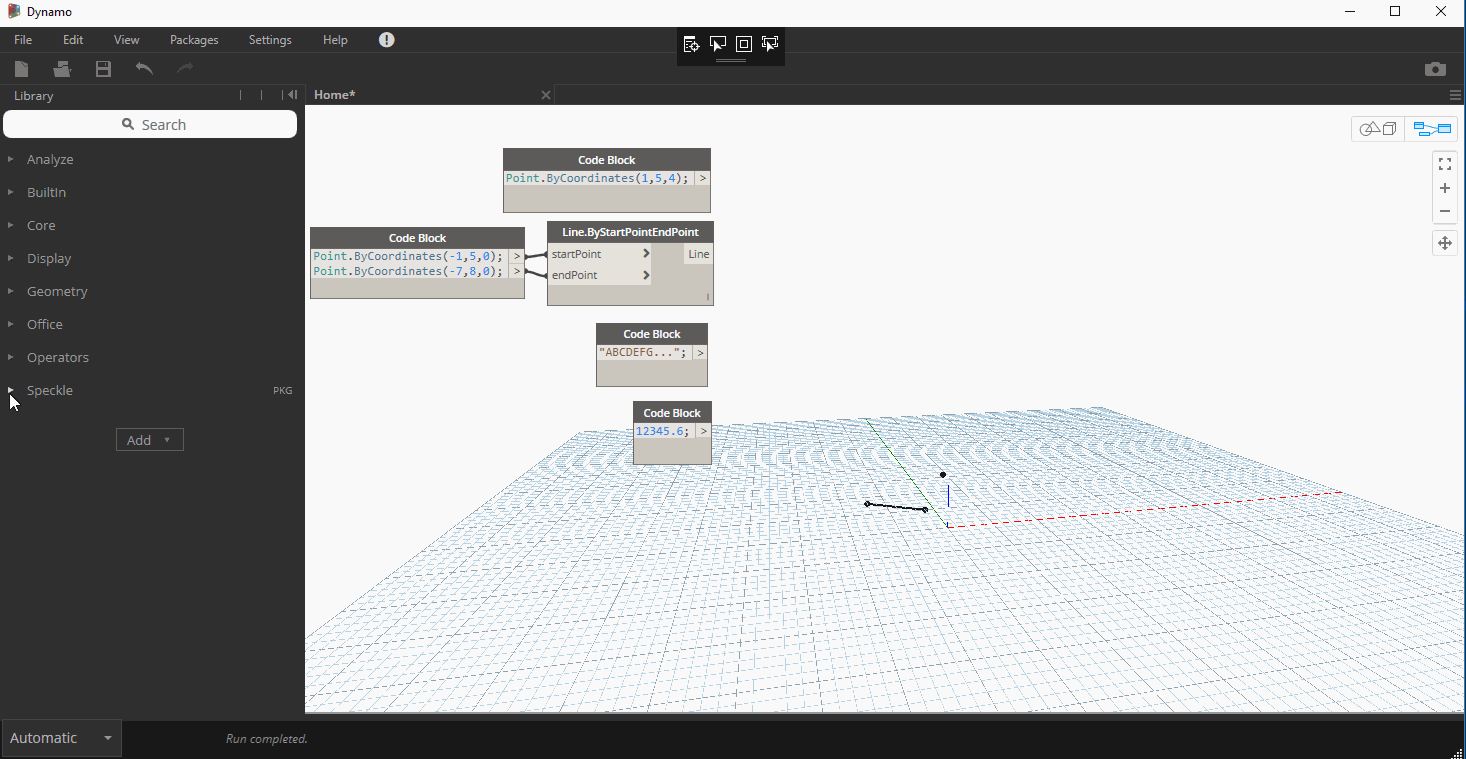 Dynamo
File Edit View Packages Settings Help
Library
Home*
Search
Analyze
BuiltIn
Core
Display
Geometry
Office
Operators
Speckle PKG
Add
Code Block
Point.ByCoordinates(1,5,4); >
Code Block
Point.ByCoordinates(-1,5,0); >
Point.ByCoordinates(-7,8,0); >
Line.ByStartPointEndPoint
startPoint > Line
endPoint >
Code Block
"ABCDEFG..."; >
Code Block
12345.6; >
Automatic
Run completed.